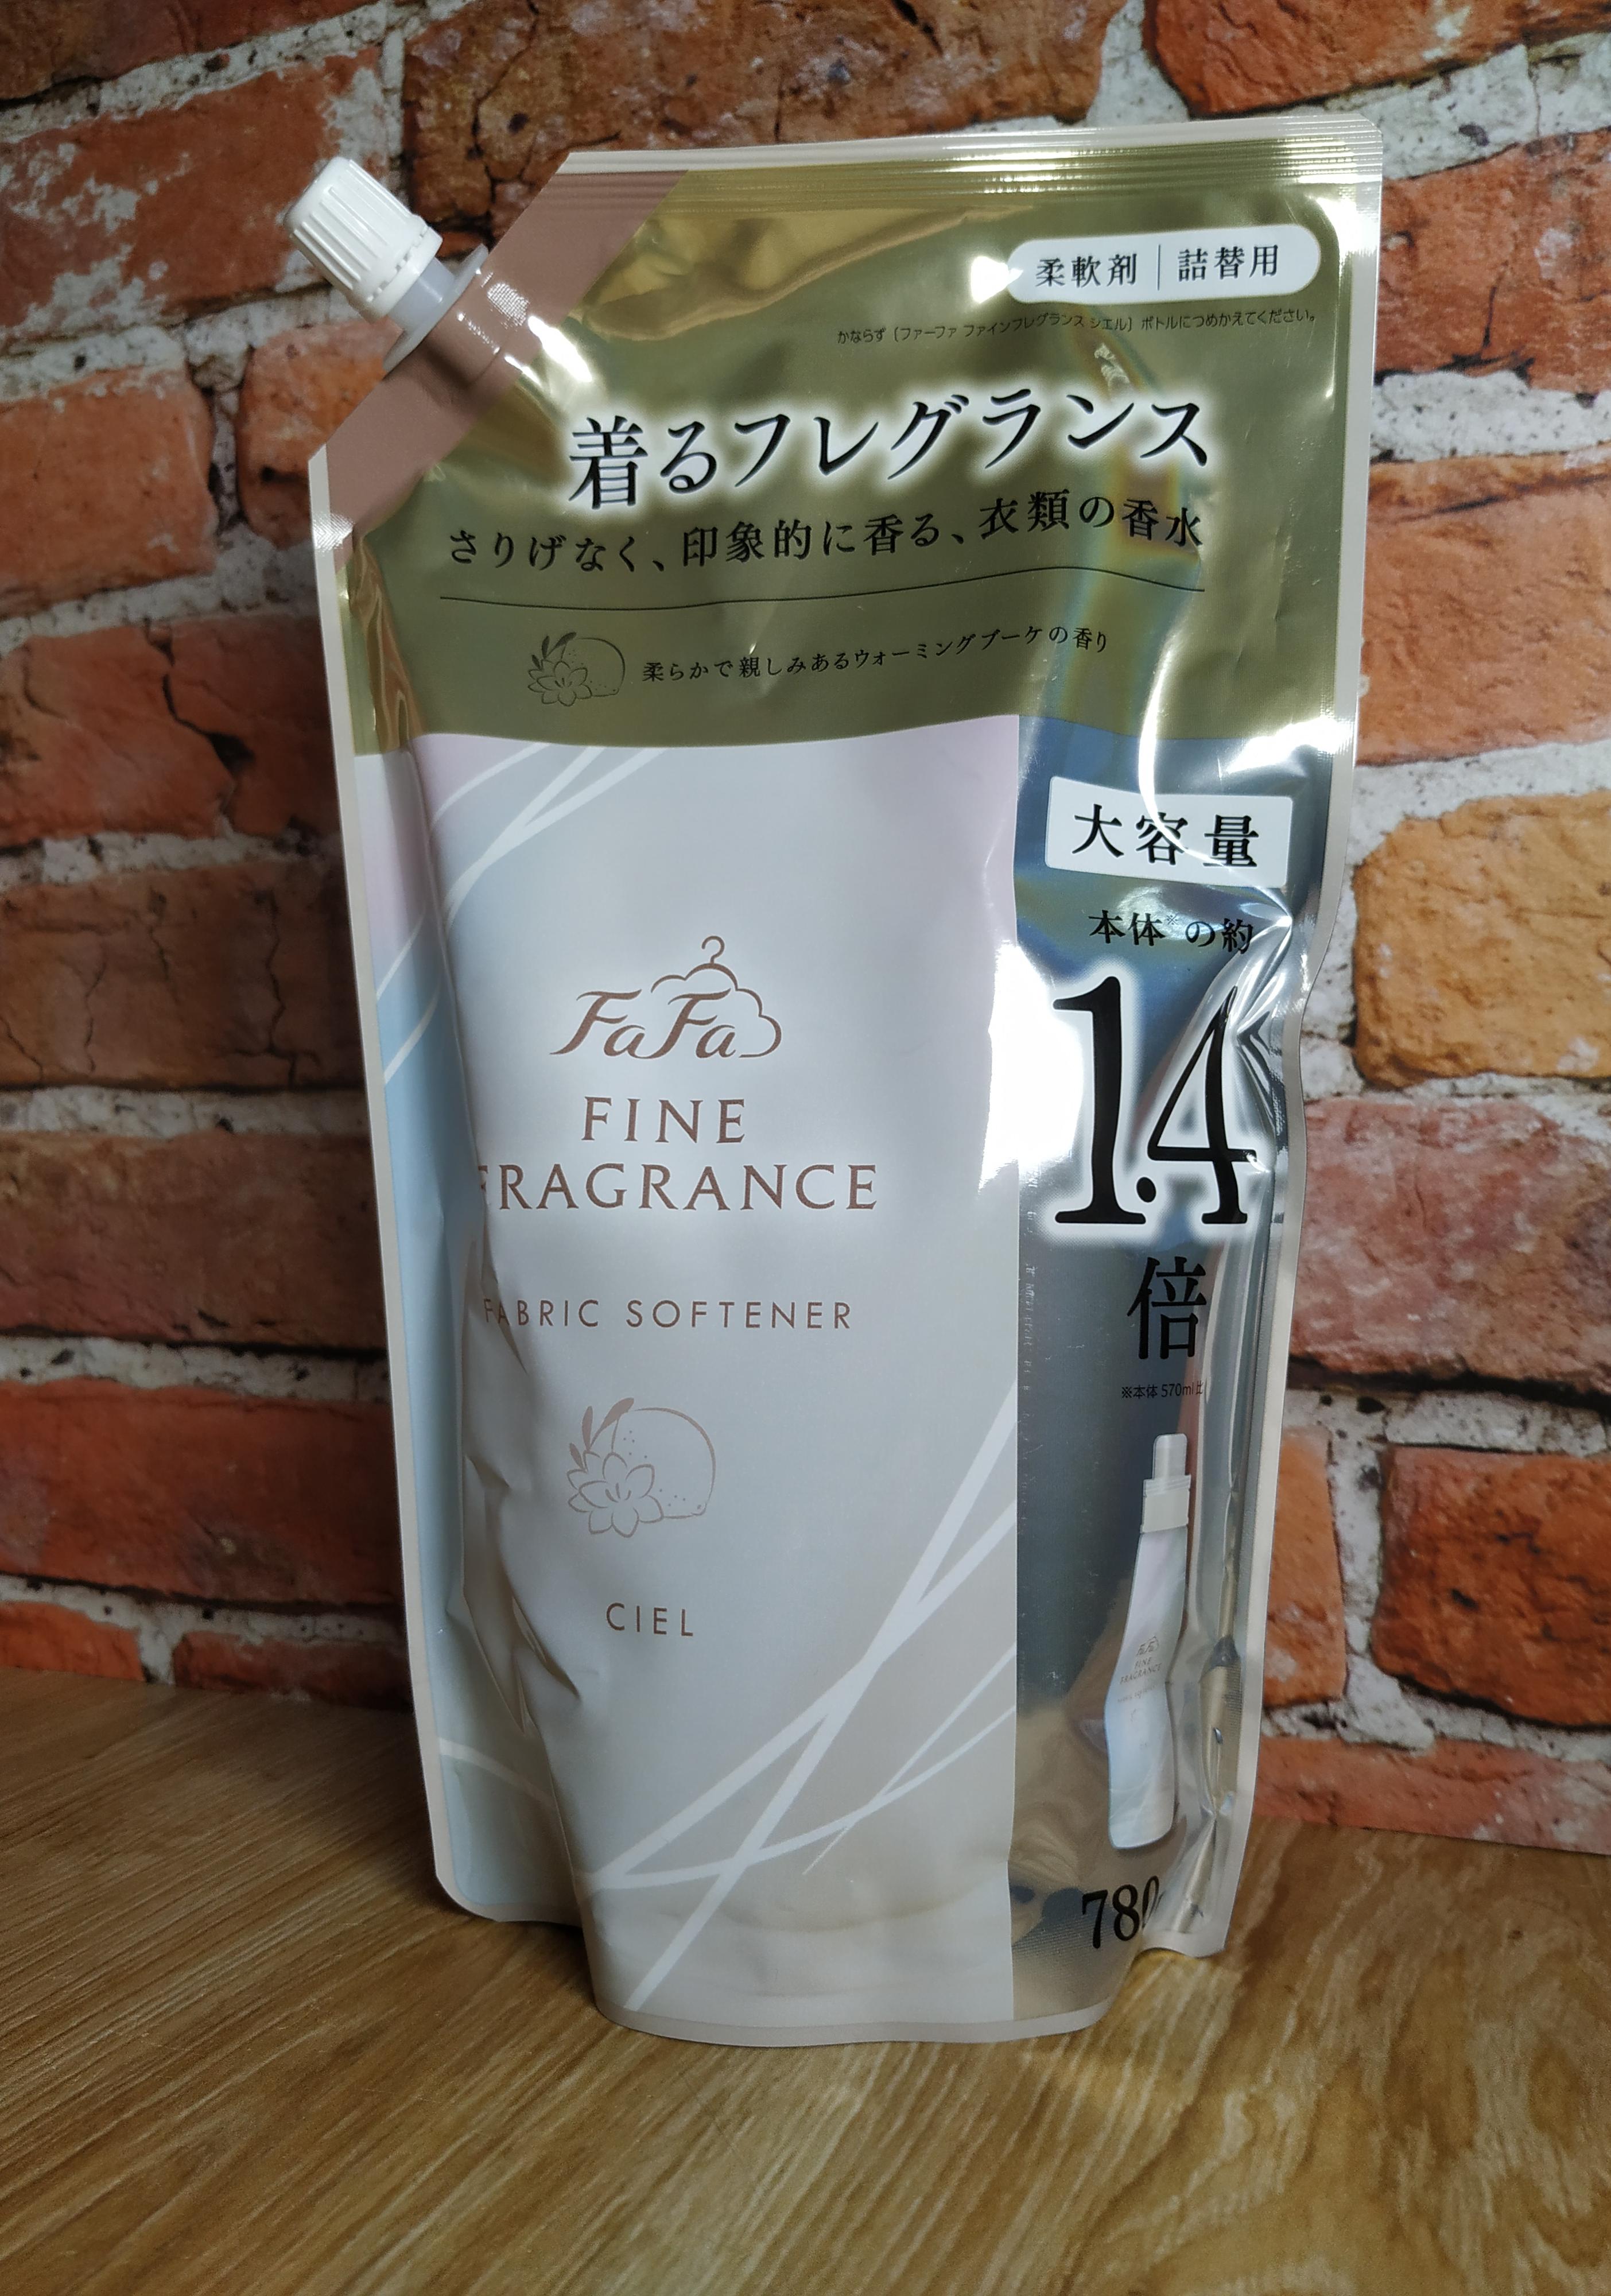 柔軟剤 | 詰替用
かならず〔ファーファ ファインフレグランス シエル〕ボトルにつめかえてください。
着るフレグランス
さりげなく、印象的に香る、衣類の香水
柔らかで親しみあるウォーミングブーケの香り
大容量
本体※の約
1.4
倍
※本体570ml比
FaFa
FINE
FRAGRANCE
FABRIC SOFTENER
CIEL
FaFa
FINE
FRAGRANCE
780